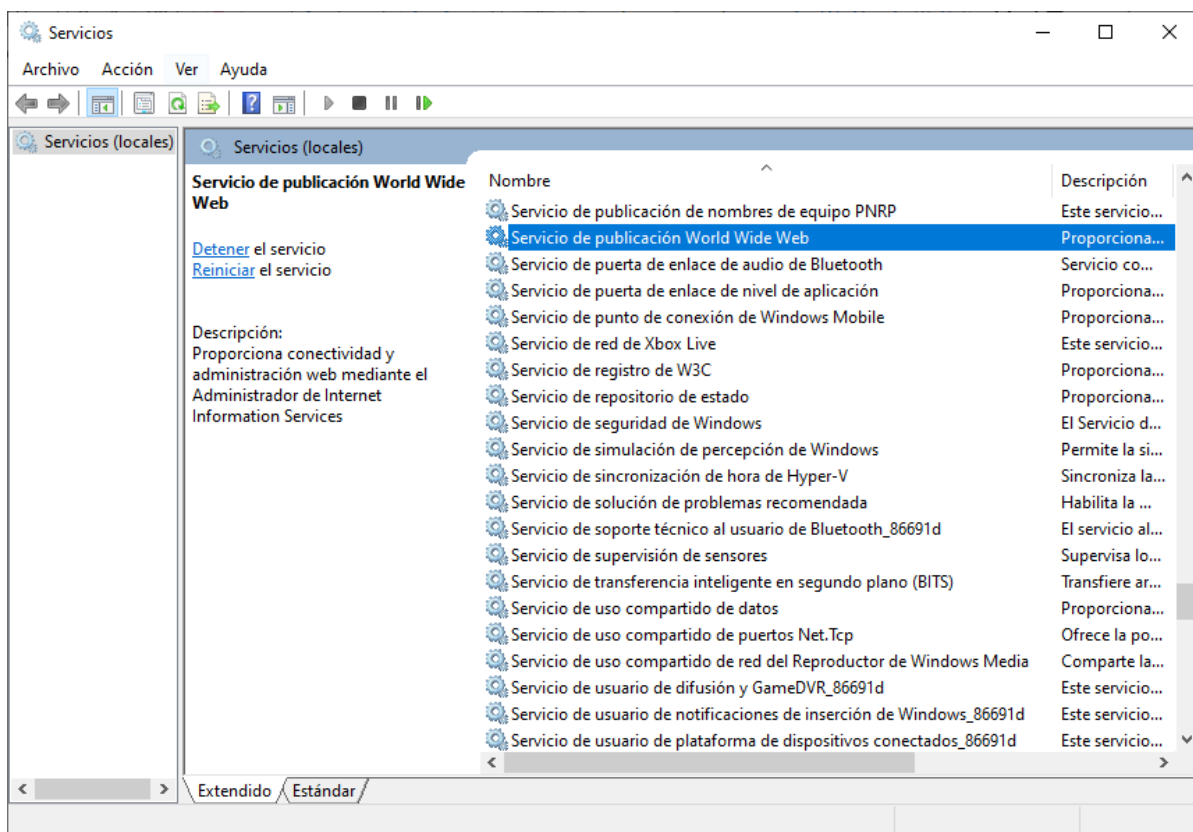 Servicios
Archivo Acción Ver Ayuda
Servicios (locales)
Servicios (locales)
Servicio de publicación World Wide
Web
Detener el servicio
Reiniciar el servicio
Descripción:
Proporciona conectividad y
administración web mediante el
Administrador de Internet
Information Services
Nombre Descripción
Servicio de publicación de nombres de equipo PNRP Este servicio...
Servicio de publicación World Wide Web Proporciona...
Servicio de puerta de enlace de audio de Bluetooth Servicio co...
Servicio de puerta de enlace de nivel de aplicación Proporciona...
Servicio de punto de conexión de Windows Mobile Proporciona...
Servicio de red de Xbox Live Este servicio...
Servicio de registro de W3C Proporciona...
Servicio de repositorio de estado Proporciona...
Servicio de seguridad de Windows El Servicio d...
Servicio de simulación de percepción de Windows Permite la si...
Servicio de sincronización de hora de Hyper-V Sincroniza la...
Servicio de solución de problemas recomendada Habilita la ...
Servicio de soporte técnico al usuario de Bluetooth_86691d El servicio al...
Servicio de supervisión de sensores Supervisa lo...
Servicio de transferencia inteligente en segundo plano (BITS) Transfiere ar...
Servicio de uso compartido de datos Proporciona...
Servicio de uso compartido de puertos Net.Tcp Ofrece la po...
Servicio de uso compartido de red del Reproductor de Windows Media Comparte la...
Servicio de usuario de difusión y GameDVR_86691d Este servicio...
Servicio de usuario de notificaciones de inserción de Windows_86691d Este servicio...
Servicio de usuario de plataforma de dispositivos conectados_86691d Este servicio...
Extendido Estándar